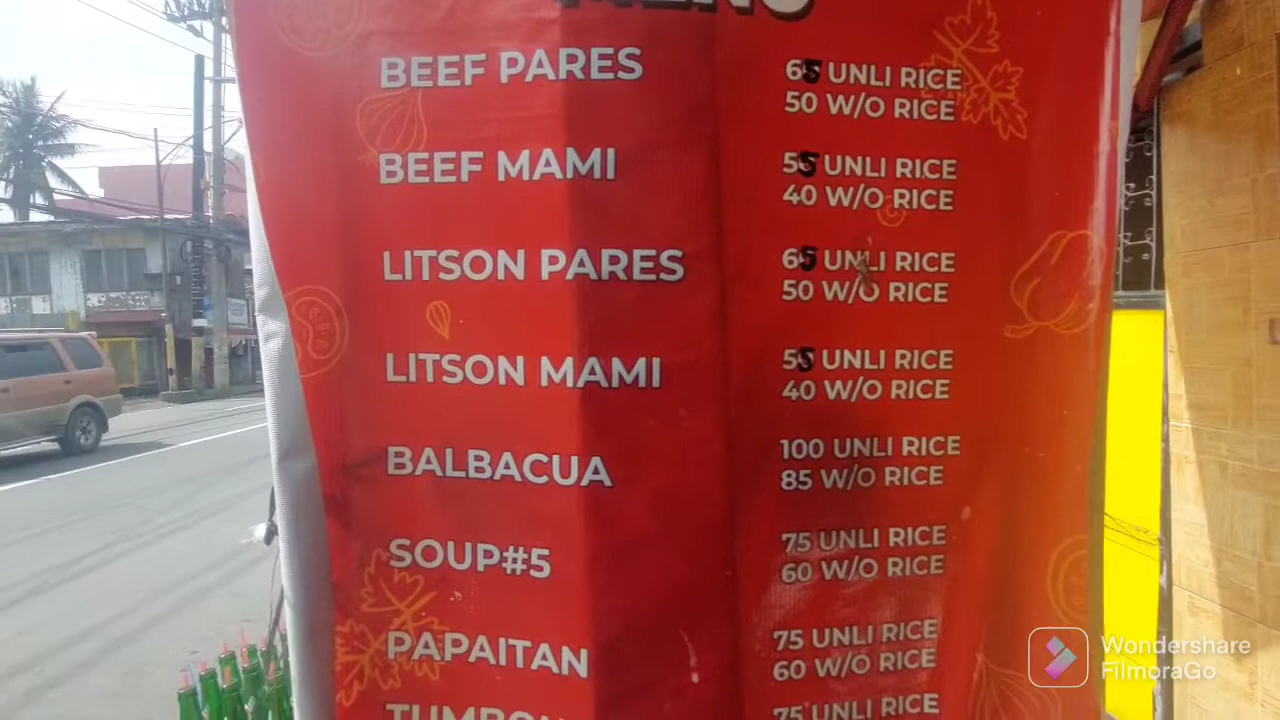 MENU
BEEF PARES
65 UNLI RICE
50 W/O RICE
BEEF MAMI
55 UNLI RICE
40 W/O RICE
LITSON PARES
65 UNLI RICE
50 W/O RICE
LITSON MAMI
55 UNLI RICE
40 W/O RICE
BALBACUA
100 UNLI RICE
85 W/O RICE
SOUP#5
75 UNLI RICE
60 W/O RICE
PAPAITAN
75 UNLI RICE
60 W/O RICE
75 UNLI RICE
Wondershare
FilmoraGo